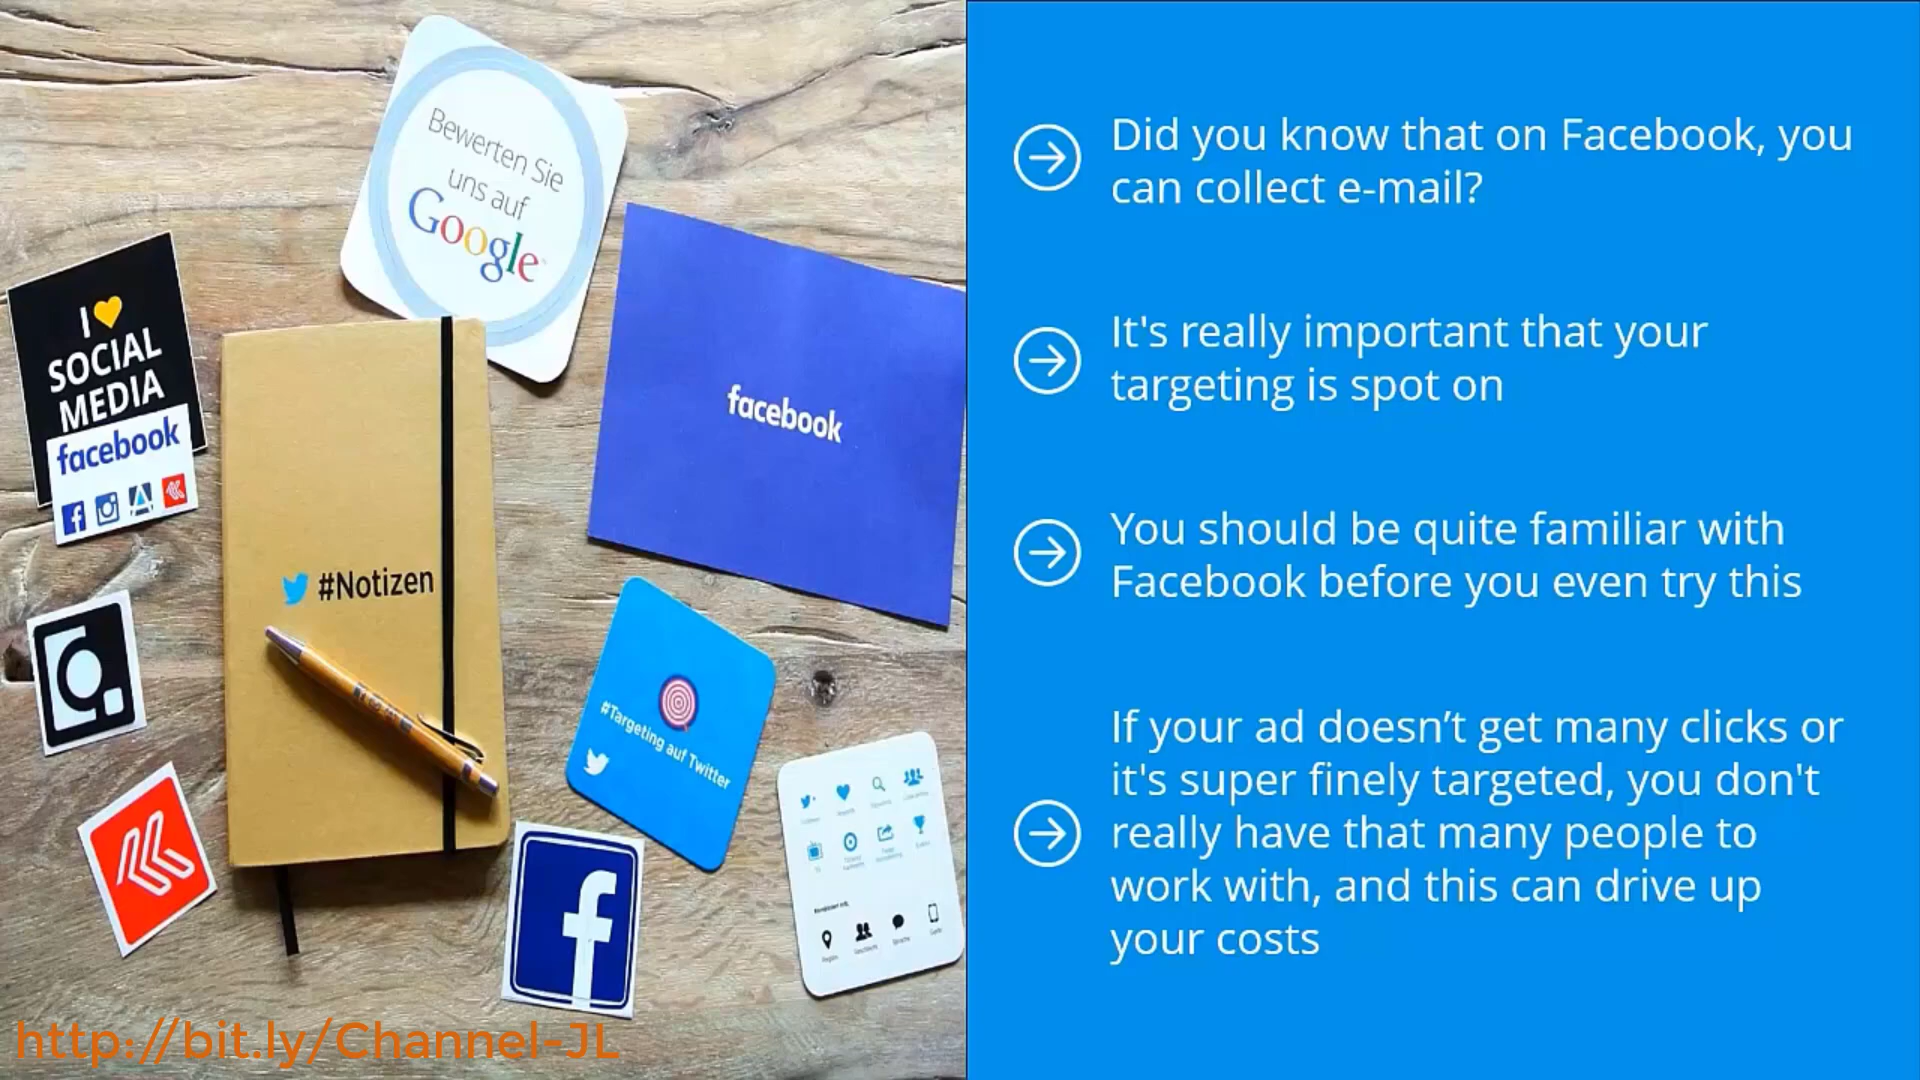 Bewerten Sie
uns auf
Google
I
SOCIAL
MEDIA
facebook
facebook
#Notizen
#Targeting auf Twitter
http://bit.ly/Channel-JL
Did you know that on Facebook, you
can collect e-mail?
It's really important that your
targeting is spot on
You should be quite familiar with
Facebook before you even try this
If your ad doesn’t get many clicks or
it's super finely targeted, you don't
really have that many people to
work with, and this can drive up
your costs